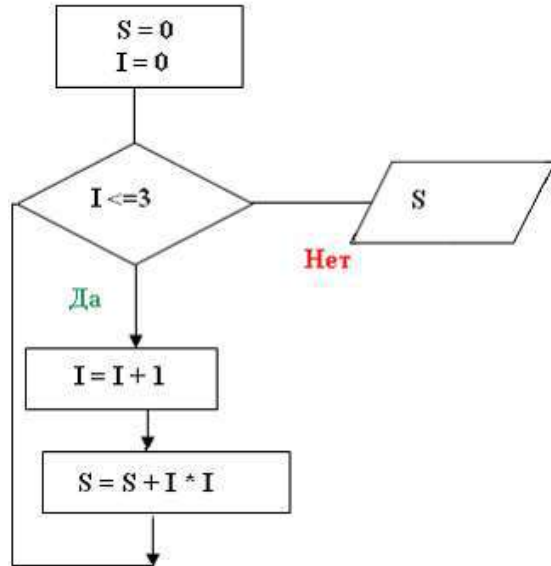 S = 0
I = 0
I <=3
S
Нет
Да
I = I + 1
S = S + I * I